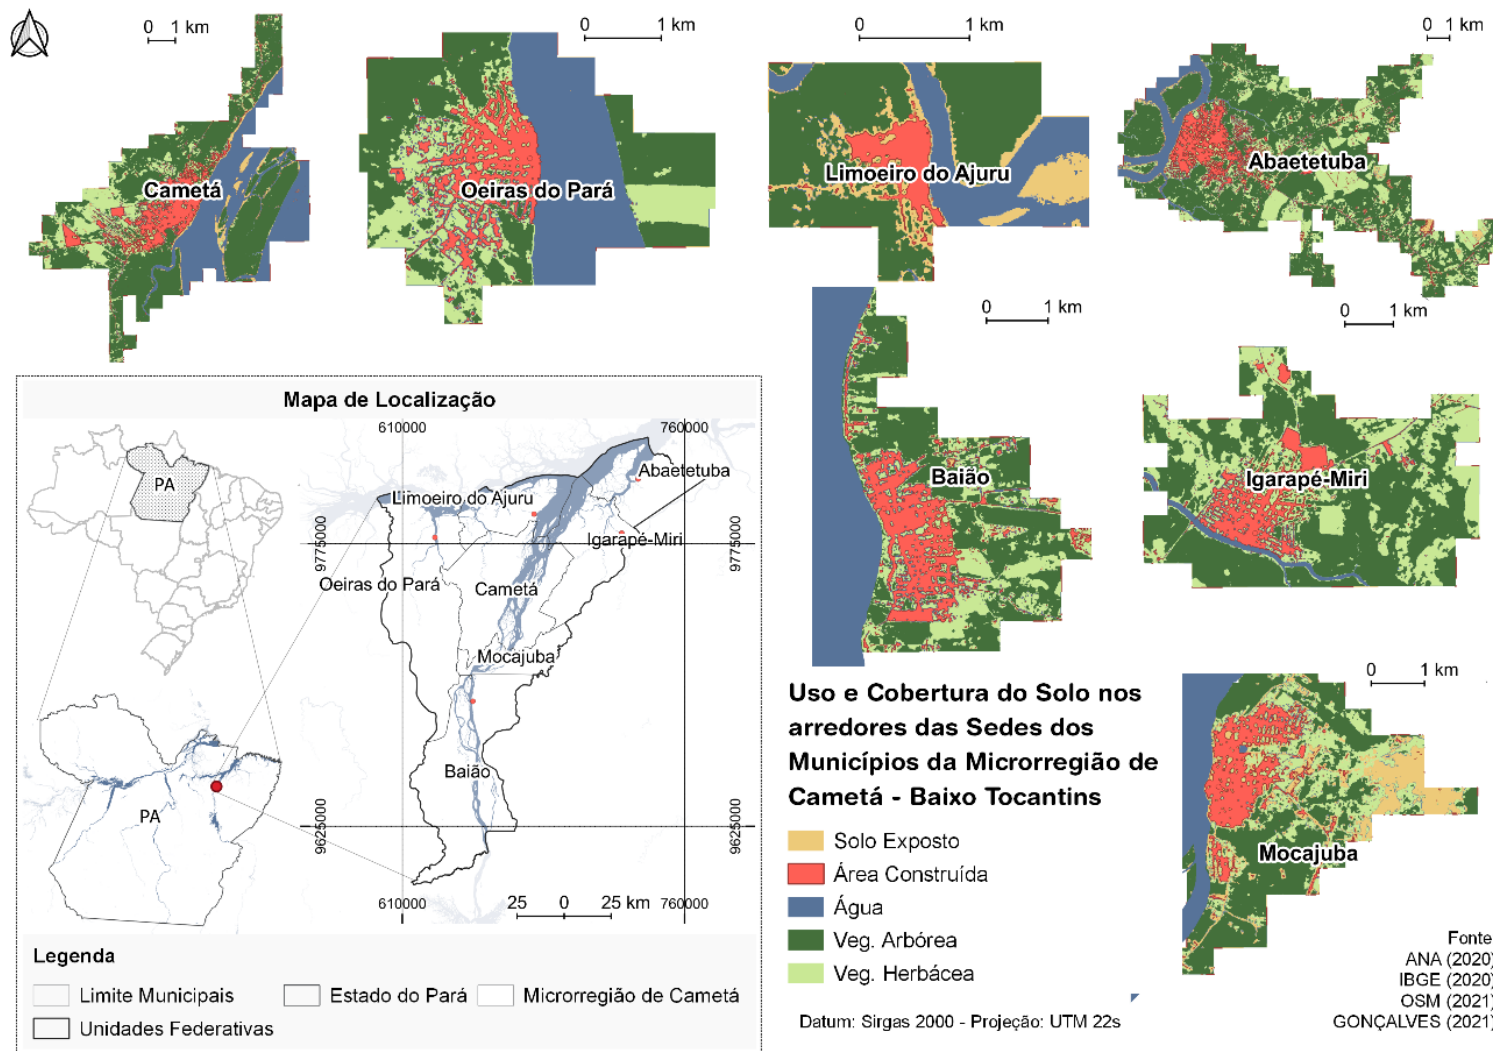 0 1 km
0 1 km
0 1 km
0 1 km
Cametá
Oeiras do Pará
Limoeiro do Ajuru
Abaetetuba
0 1 km
0 1 km
Baião
Igarapé-Miri
Mapa de Localização
610000 760000
PA
Abaetetuba
Limoeiro do Ajuru
9775000
Igarapé-Miri
9775000
Oeiras do Pará
Cametá
Mocajuba
Baião
PA
9625000
9625000
610000
25 0 25 km
760000
Legenda
Limite Municipais
Estado do Pará
Microrregião de Cametá
Unidades Federativas
0 1 km
Mocajuba
Uso e Cobertura do Solo nos
arredores das Sedes dos
Municípios da Microrregião de
Cametá - Baixo Tocantins
Solo Exposto
Área Construída
Água
Veg. Arbórea
Veg. Herbácea
Datum: Sirgas 2000 - Projeção: UTM 22s
Fonte
ANA (2020)
IBGE (2020)
OSM (2021)
GONÇALVES (2021)